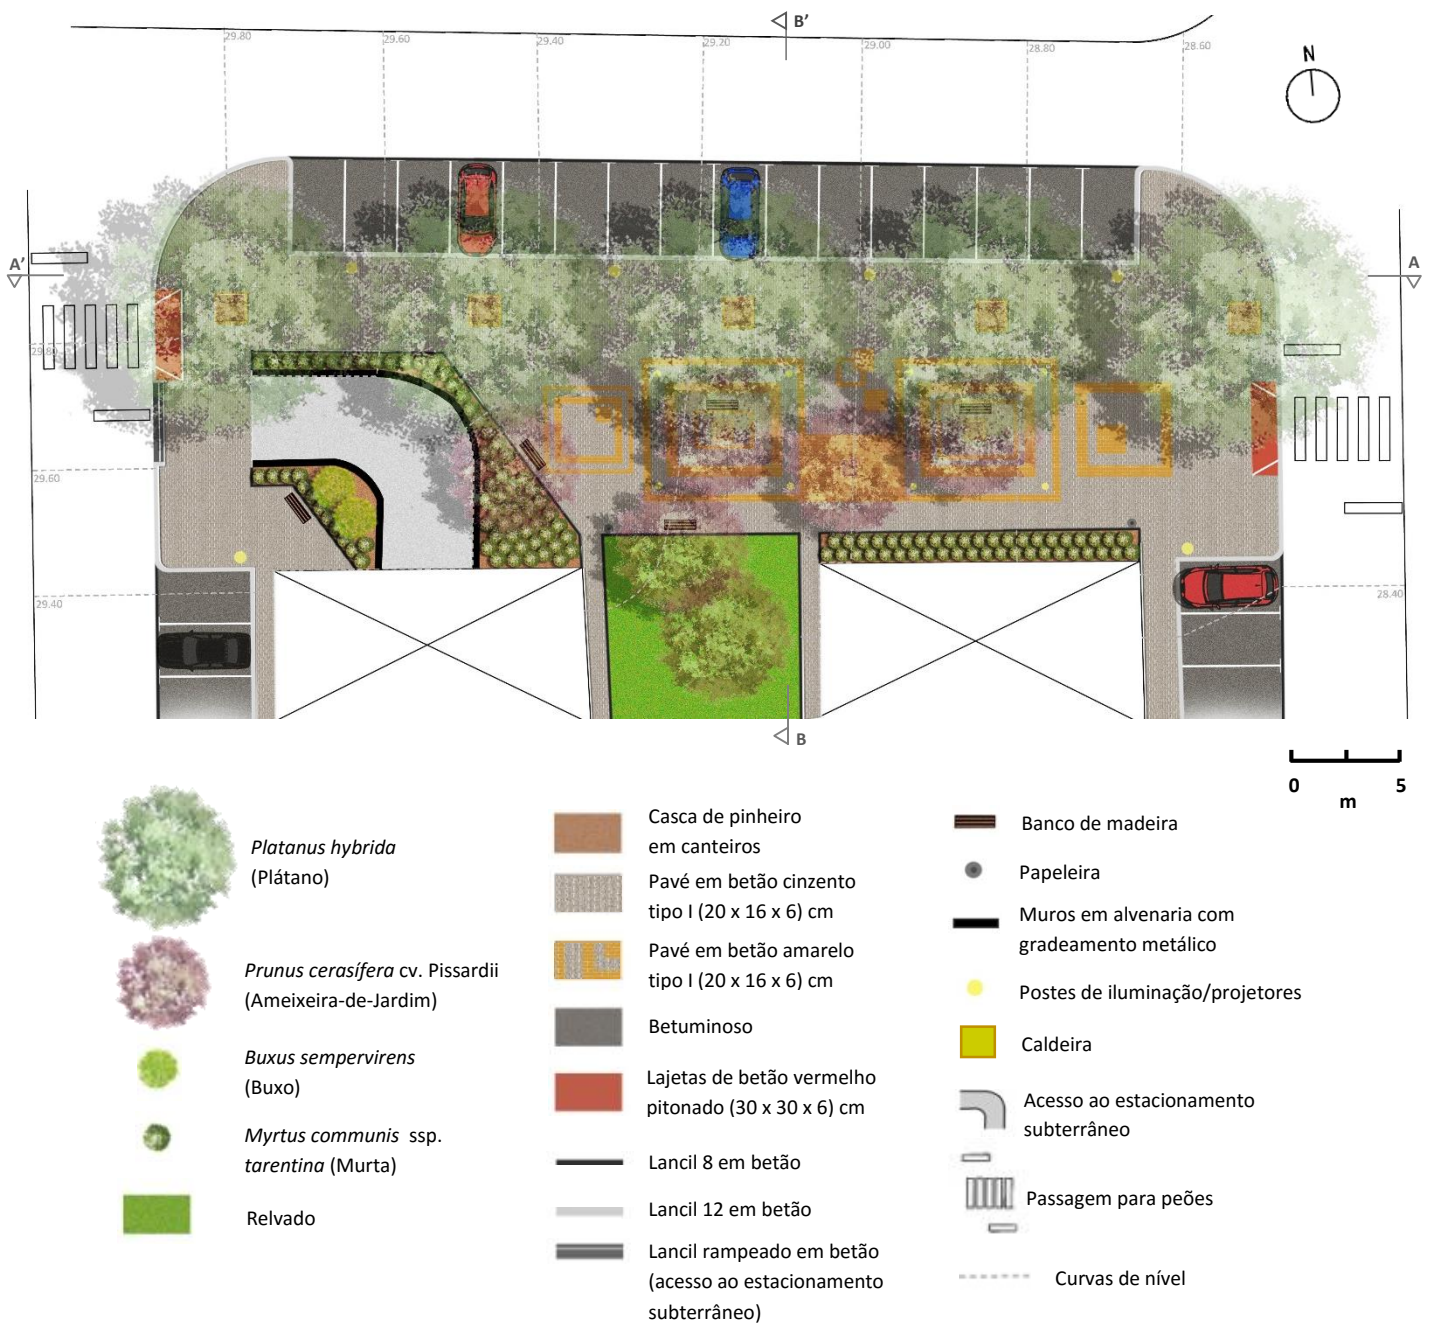 B’
29.80
29.60
29.40
29.20
29.00
28.80
28.60
N
A’
A
29.80
29.60
29.40
28.40
B
0 5
m
Platanus hybrida
(Plátano)
Prunus cerasífera cv. Pissardii
(Ameixeira-de-Jardim)
Buxus sempervirens
(Buxo)
Myrtus communis ssp.
tarentina (Murta)
Relvado
Casca de pinheiro
em canteiros
Pavé em betão cinzento
tipo I (20 x 16 x 6) cm
Pavé em betão amarelo
tipo I (20 x 16 x 6) cm
Betuminoso
Lajetas de betão vermelho
pitonado (30 x 30 x 6) cm
Lancil 8 em betão
Lancil 12 em betão
Lancil rampeado em betão
(acesso ao estacionamento
subterrâneo)
Banco de madeira
Papeleira
Muros em alvenaria com
gradeamento metálico
Postes de iluminação/projetores
Caldeira
Acesso ao estacionamento
subterrâneo
Passagem para peões
Curvas de nível